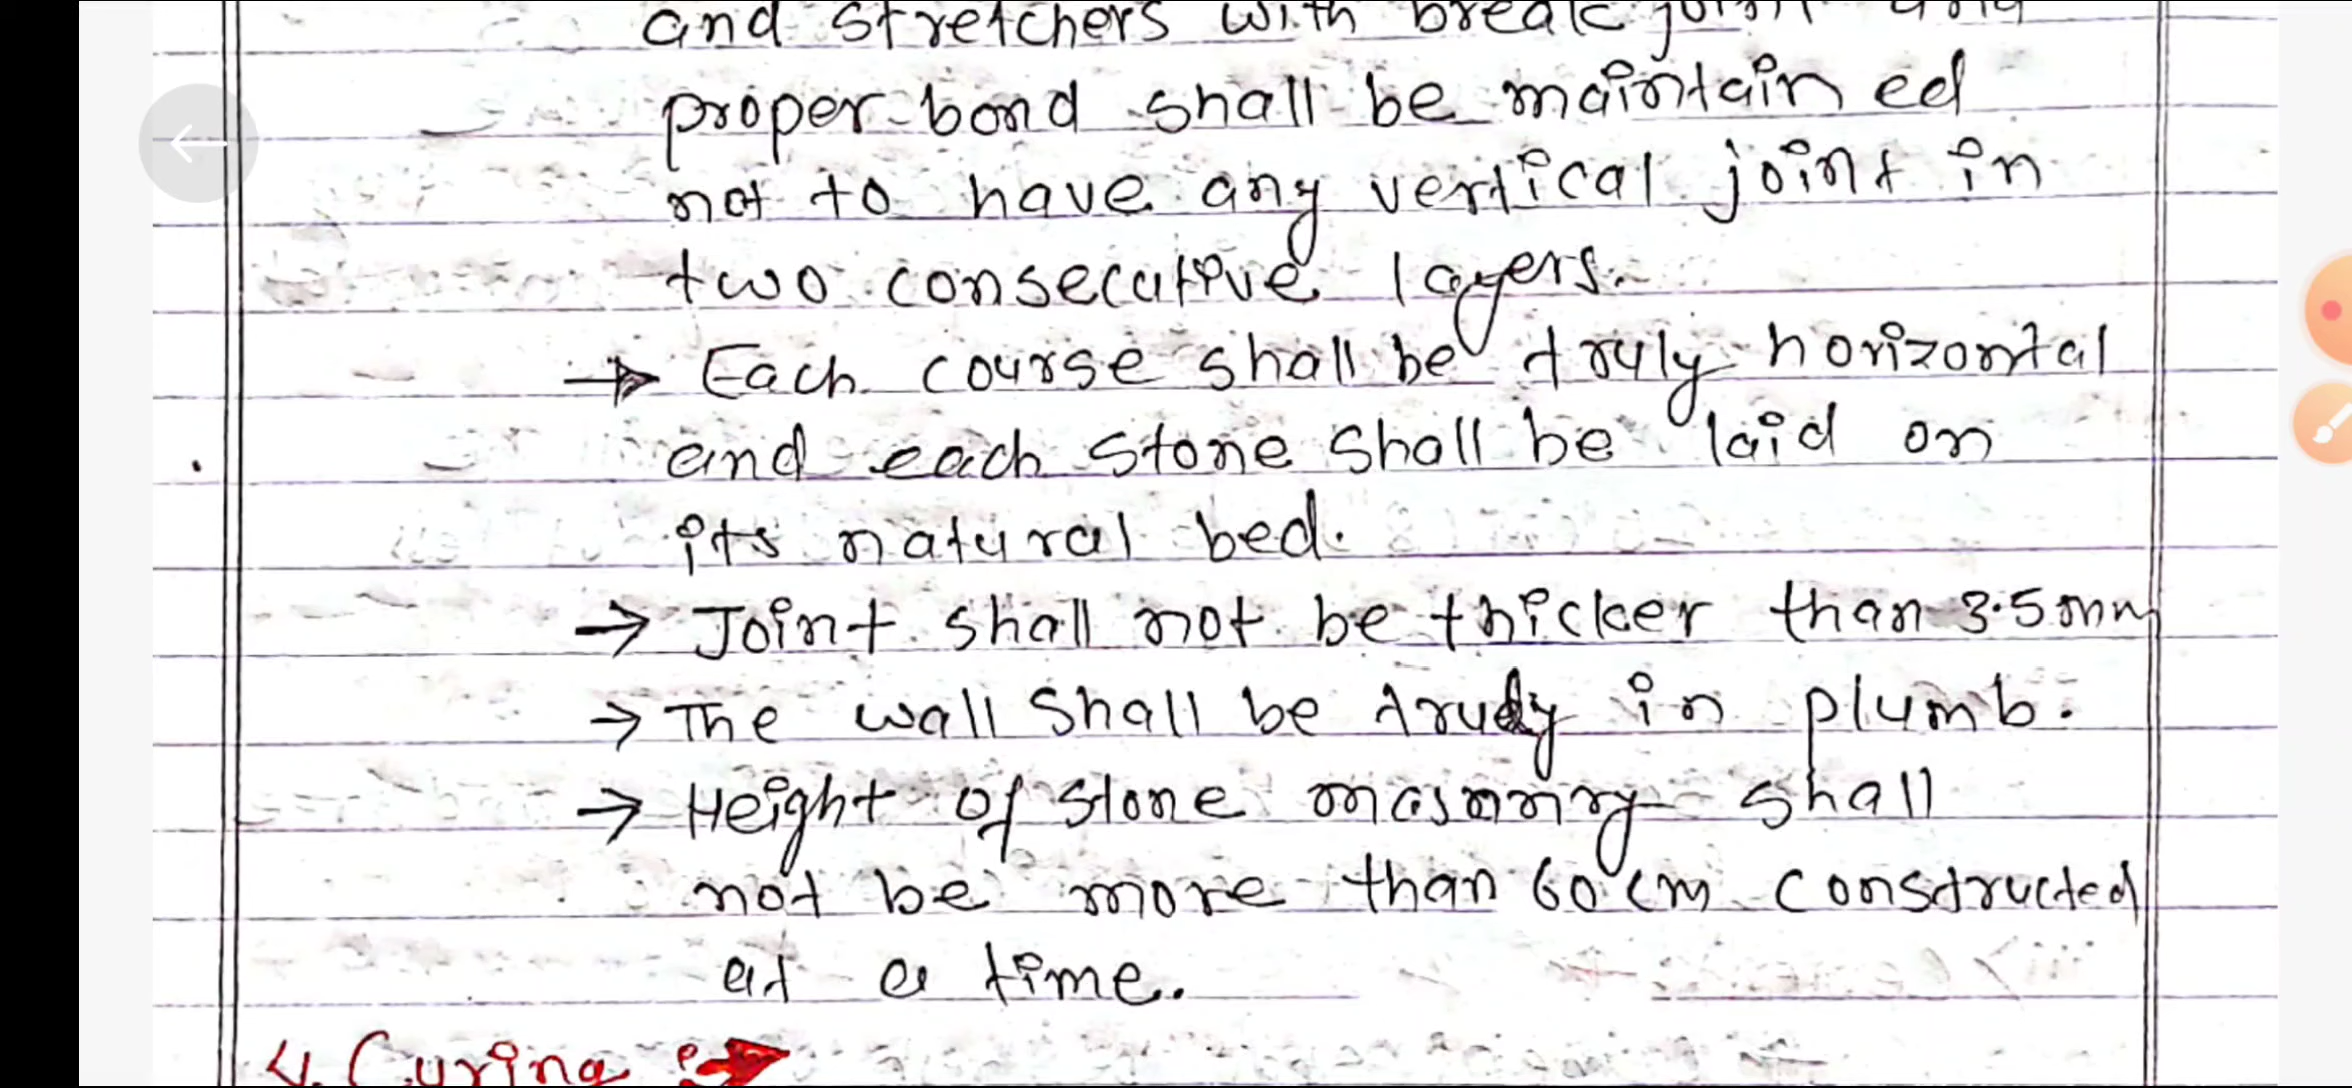 and stretchers with break joint and
proper bond shall be maintained
not to have any vertical joint in
two consecutive layers.
→ Each course shall be truly horizontal
and each stone shall be laid on
its natural bed.
→ Joint shall not be thicker than 3.5mm
→ The wall shall be trudy in plumb.
→ Height of stone masonry shall
not be more than 60 cm constructed
at a time.
4. Curing :→